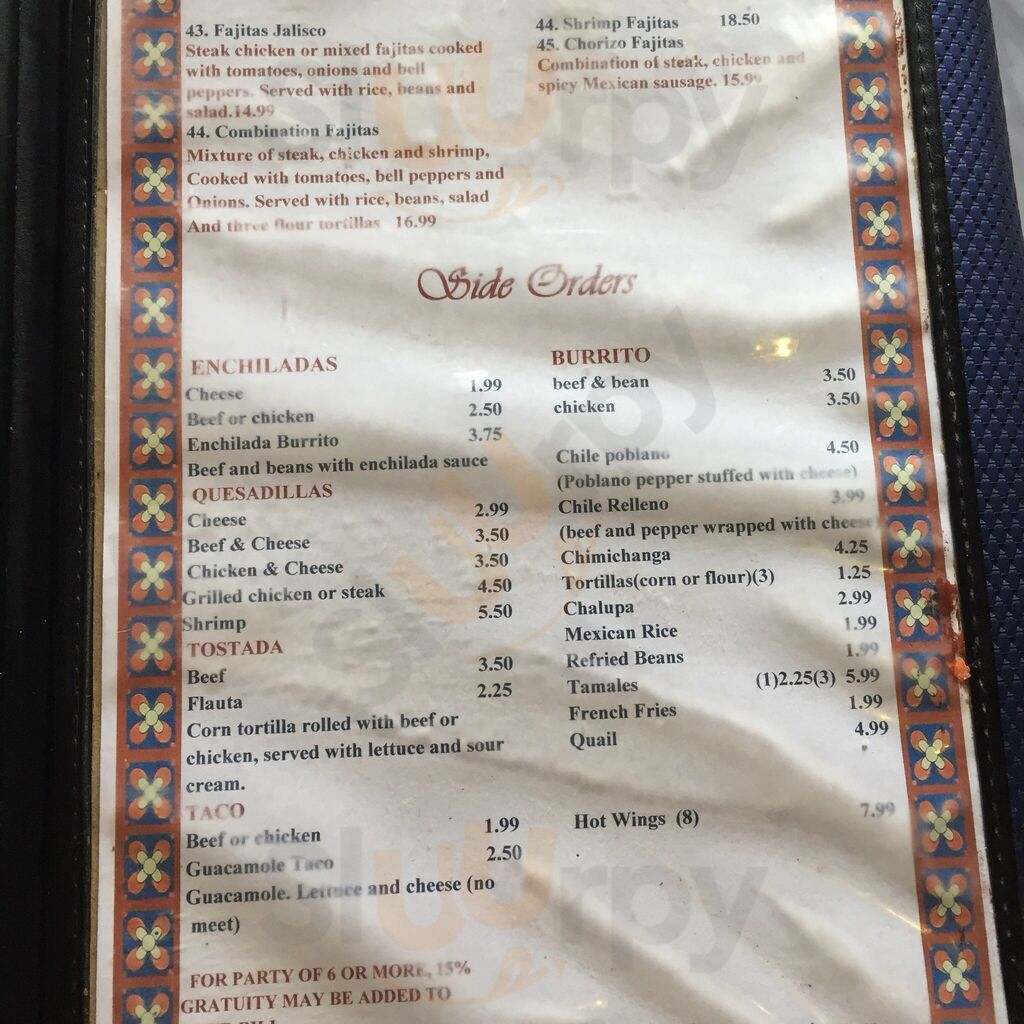 43. Fajitas Jalisco
Steak chicken or mixed fajitas cooked
with tomatoes, onions and bell
peppers. Served with rice, beans and
salad.14.99
44. Combination Fajitas
Mixture of steak, chicken and shrimp,
Cooked with tomatoes, bell peppers and
Onions. Served with rice, beans, salad
And three flour tortillas 16.99
44. Shrimp Fajitas 18.50
45. Chorizo Fajitas
Combination of steak, chicken and
spicy Mexican sausage. 15.99
Side Orders
ENCHILADAS
Cheese 1.99
Beef or chicken 2.50
Enchilada Burrito 3.75
Beef and beans with enchilada sauce
QUESADILLAS
Cheese 2.99
Beef & Cheese 3.50
Chicken & Cheese 3.50
Grilled chicken or steak 4.50
Shrimp 5.50
TOSTADA
Beef 3.50
Flauta 2.25
Corn tortilla rolled with beef or
chicken, served with lettuce and sour
cream.
TACO
Beef or chicken 1.99
Guacamole Taco 2.50
Guacamole. Lettuce and cheese (no
meet)
FOR PARTY OF 6 OR MORE, 15%
GRATUITY MAY BE ADDED TO
BURRITO
beef & bean 3.50
chicken 3.50
Chile poblano 4.50
(Poblano pepper stuffed with cheese)
Chile Relleno 3.99
(beef and pepper wrapped with cheese
Chimichanga 4.25
Tortillas(corn or flour)(3) 1.25
Chalupa 2.99
Mexican Rice 1.99
Refried Beans 1.99
Tamales (1)2.25(3) 5.99
French Fries 1.99
Quail 4.99
Hot Wings (8) 7.99
sluurpy
sluurpy
sluurpy